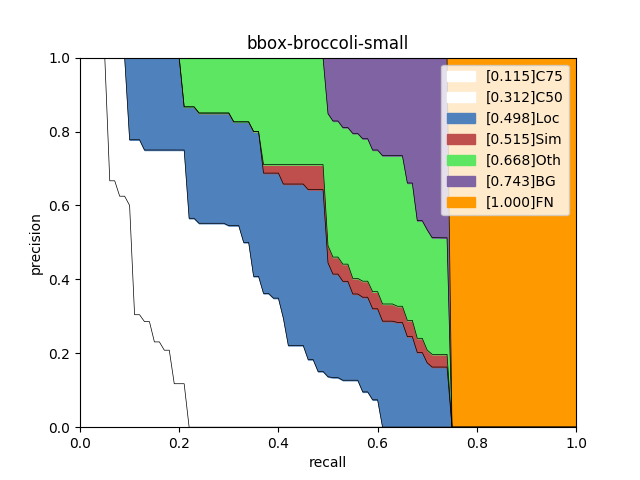 bbox-broccoli-small
[0.115]C75
[0.312]C50
[0.498]Loc
[0.515]Sim
[0.668]Oth
[0.743]BG
[1.000]FN
precision
1.0
0.8
0.6
0.4
0.2
0.0
0.0 0.2 0.4 0.6 0.8 1.0
recall